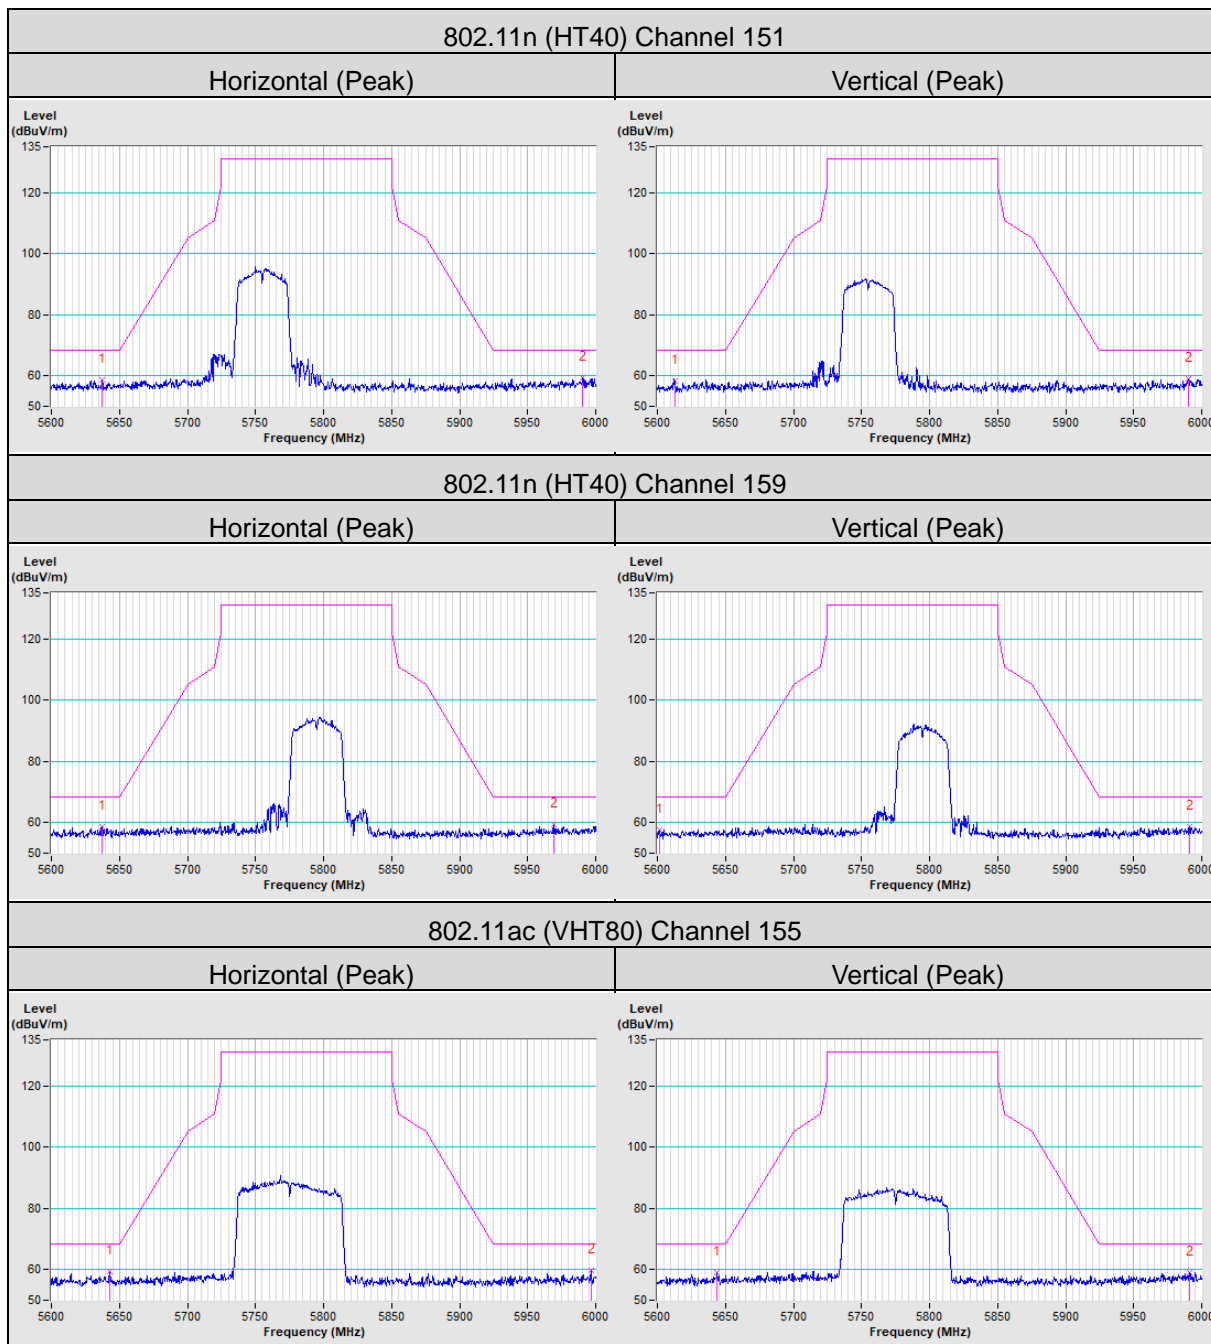 802.11n (HT40) Channel 151
Horizontal (Peak) Vertical (Peak)
Level Level
(dBuV/m) (dBuV/m)
135 135
120 120
100 100
80 80
1 2 1 2
60 60
50 50
5600 5650 5700 5750 5800 5850 5900 5950 6000 5600 5650 5700 5750 5800 5850 5900 5950 6000
Frequency (MHz) Frequency (MHz)
802.11n (HT40) Channel 159
Horizontal (Peak) Vertical (Peak)
Level Level
(dBuV/m) (dBuV/m)
135 135
120 120
100 100
80 80
1 2 1 2
60 60
50 50
5600 5650 5700 5750 5800 5850 5900 5950 6000 5600 5650 5700 5750 5800 5850 5900 5950 6000
Frequency (MHz) Frequency (MHz)
802.11ac (VHT80) Channel 155
Horizontal (Peak) Vertical (Peak)
Level Level
(dBuV/m) (dBuV/m)
135 135
120 120
100 100
80 80
1 2 1 2
60 60
50 50
5600 5650 5700 5750 5800 5850 5900 5950 6000 5600 5650 5700 5750 5800 5850 5900 5950 6000
Frequency (MHz) Frequency (MHz)